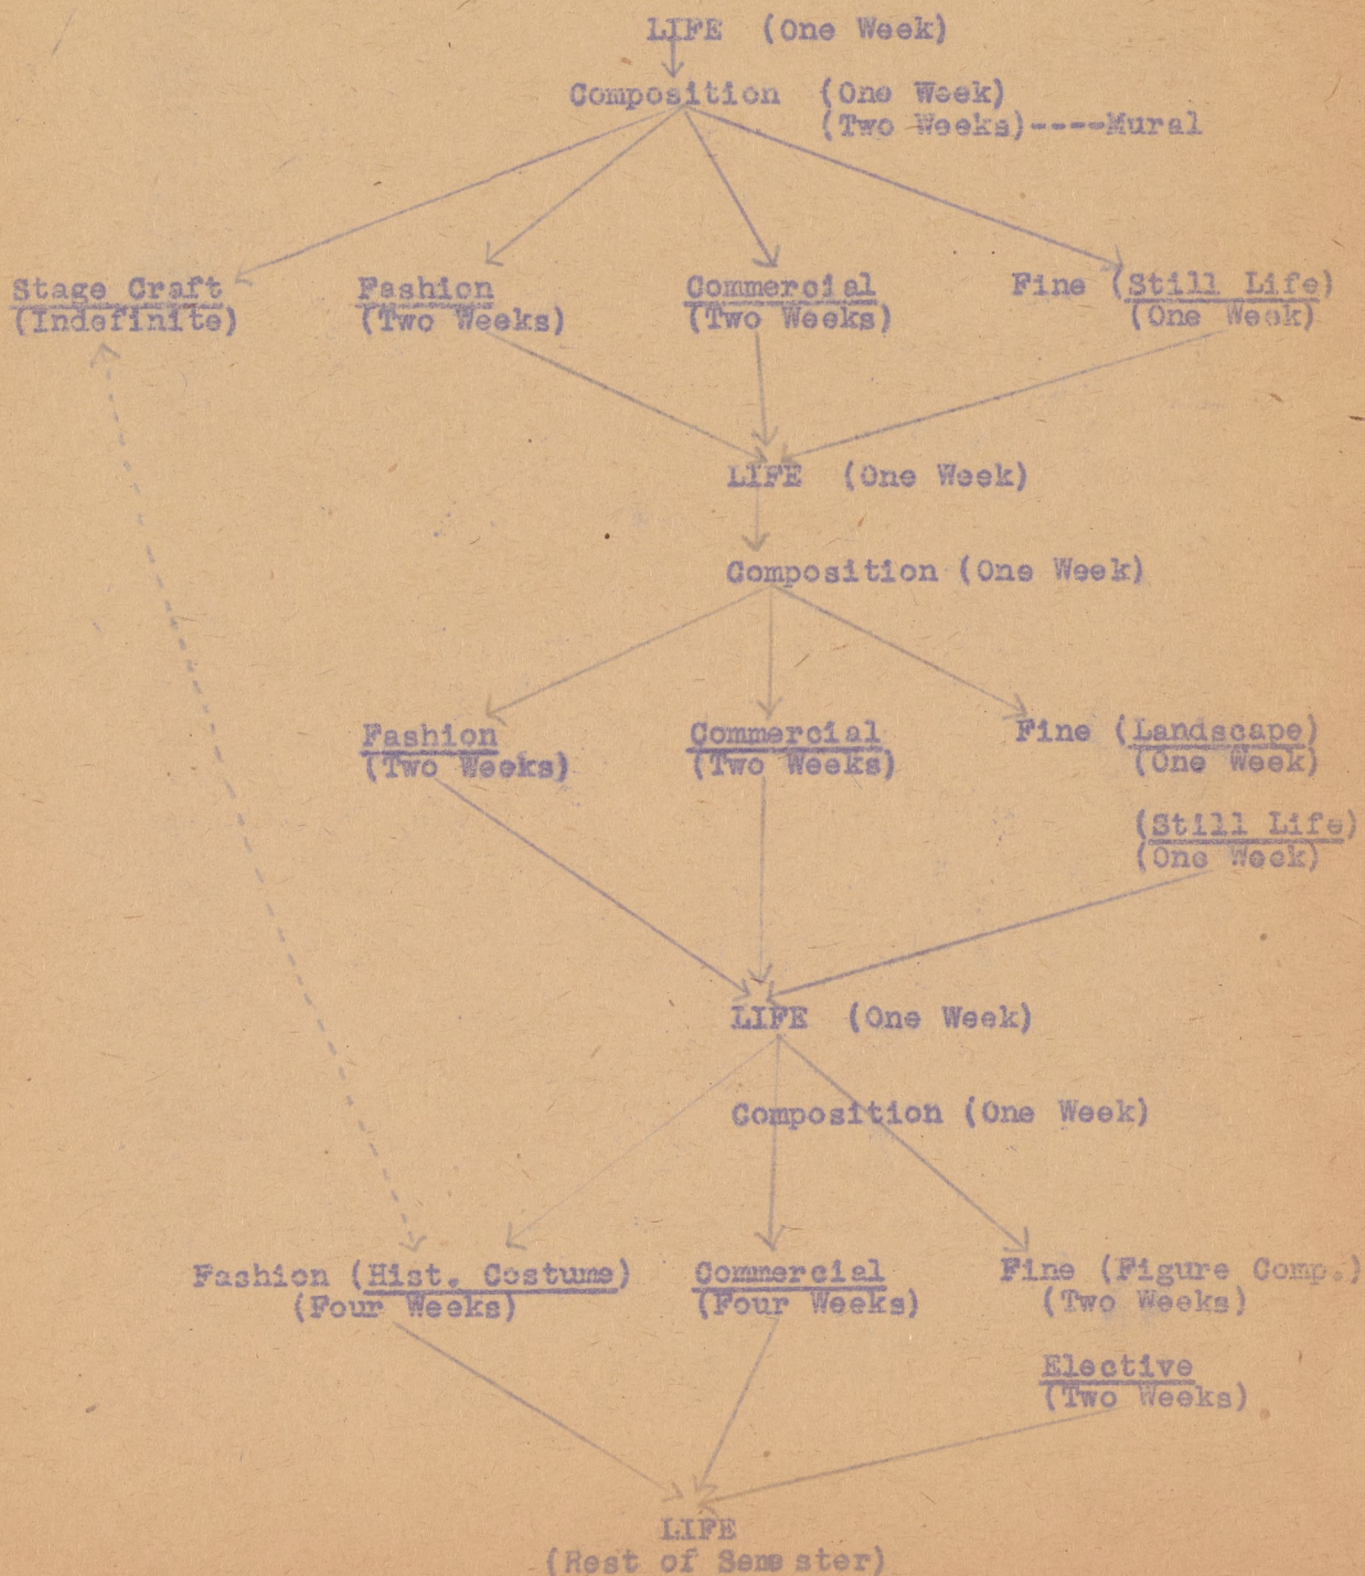 LIFE (One Week)
Composition (One Week)
(Two Weeks)----Mural
Stage Craft
(Indefinite)
Fashion
(Two Weeks)
Commercial
(Two Weeks)
Fine (Still Life)
(One Week)
LIFE (One Week)
Composition (One Week)
Fashion
(Two Weeks)
Commercial
(Two Weeks)
Fine (Landscape)
(One Week)
(Still Life)
(One Week)
LIFE (One Week)
Composition (One Week)
Fashion (Hist. Costume)
(Four Weeks)
Commercial
(Four Weeks)
Fine (Figure Comp.)
(Two Weeks)
Elective
(Two Weeks)
LIFE
(Rest of Semester)